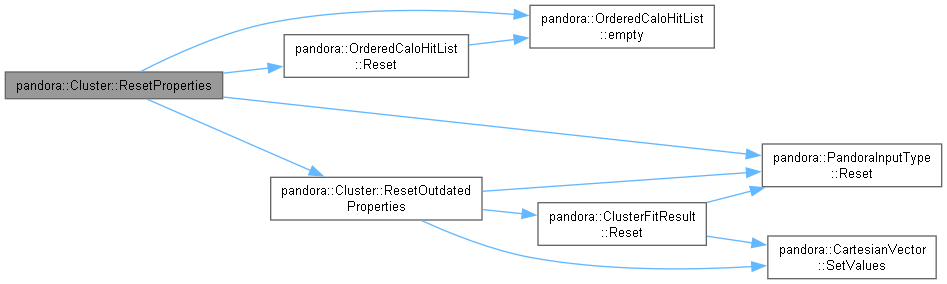 pandora::OrderedCaloHitList
::empty
pandora::OrderedCaloHitList
::Reset
pandora::Cluster::ResetProperties
pandora::PandoraInputType
::Reset
pandora::Cluster::ResetOutdated
Properties
pandora::ClusterFitResult
::Reset
pandora::CartesianVector
::SetValues